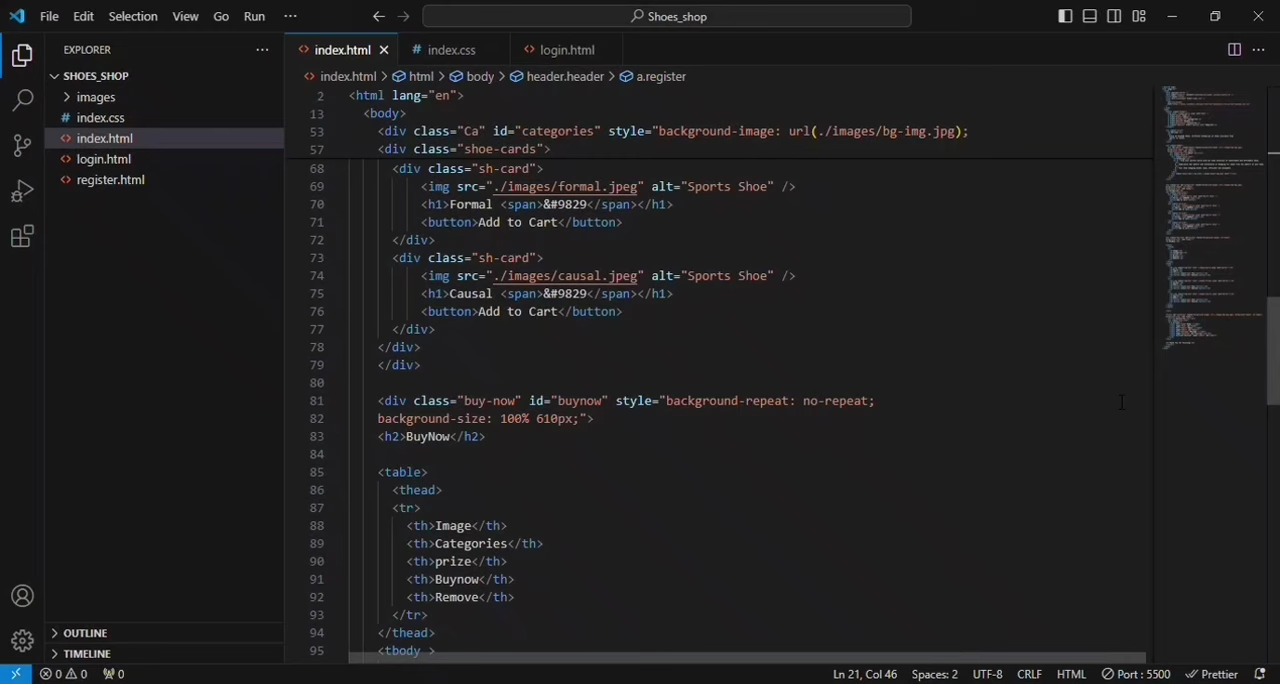 File Edit Selection View Go Run ··· Shoes_shop
EXPLORER ···
SHOES_SHOP
images
index.css
index.html
login.html
register.html
OUTLINE
TIMELINE
index.html index.css login.html
index.html > html > body > header.header > a.register
2 <html lang="en">
13 <body>
53 <div class="Ca" id="categories" style="background-image: url(./images/bg-img.jpg);
57 <div class="shoe-cards">
68 <div class="sh-card">
69 <img src="./images/formal.jpeg" alt="Sports Shoe" />
70 <h1>Formal <span>&#9829</span></h1>
71 <button>Add to Cart</button>
72 </div>
73 <div class="sh-card">
74 <img src="./images/causal.jpeg" alt="Sports Shoe" />
75 <h1>Causal <span>&#9829</span></h1>
76 <button>Add to Cart</button>
77 </div>
78 </div>
79 </div>
80
81 <div class="buy-now" id="buynow" style="background-repeat: no-repeat;
82 background-size: 100% 610px;">
83 <h2>BuyNow</h2>
84
85 <table>
86 <thead>
87 <tr>
88 <th>Image</th>
89 <th>Categories</th>
90 <th>prize</th>
91 <th>Buynow</th>
92 <th>Remove</th>
93 </tr>
94 </thead>
95 <tbody >
0 0 0 Ln 21, Col 46 Spaces: 2 UTF-8 CRLF HTML Port : 5500 Prettier